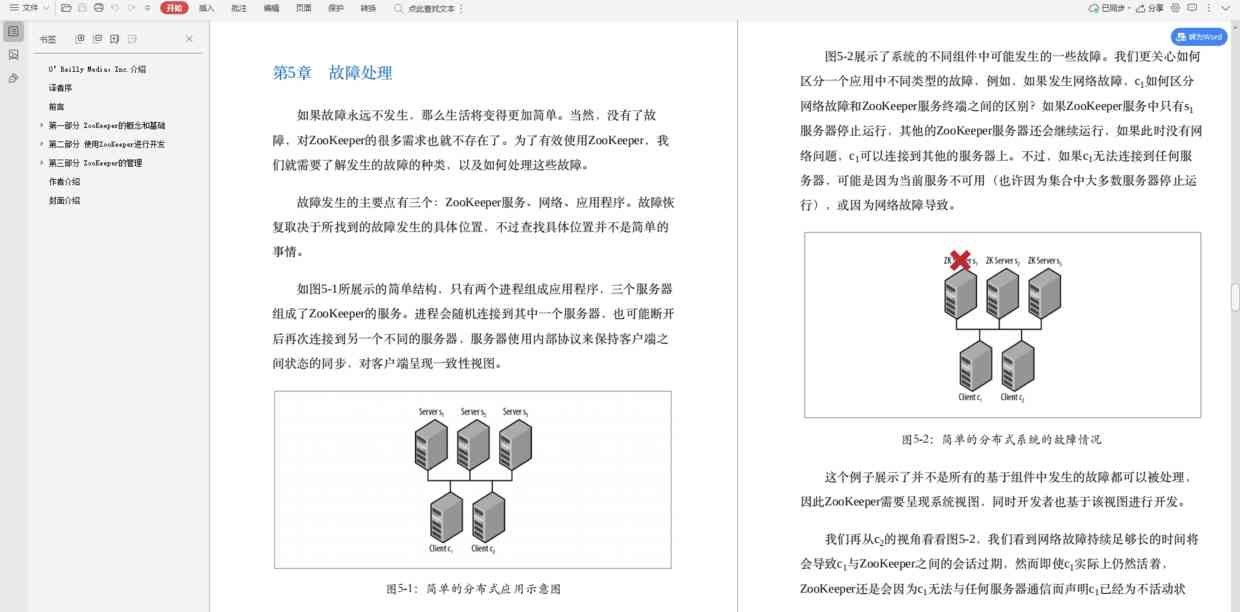 文件
开始
插入
批注
编辑
页面
保护
转换
点此查找文本
已同步
分享
书签
O' Reilly Media, Inc.介绍
译者序
前言
第一部分 ZooKeeper的概念和基础
第二部分 使用ZooKeeper进行开发
第三部分 ZooKeeper的管理
作者介绍
封面介绍
第5章 故障处理
如果故障永远不发生，那么生活将变得更加简单。当然，没有了故
障，对ZooKeeper的很多需求也就不存在了。为了有效使用ZooKeeper，我
们就需要了解发生的故障的种类，以及如何处理这些故障。
故障发生的主要点有三个：ZooKeeper服务、网络、应用程序。故障恢
复取决于所找到的故障发生的具体位置，不过查找具体位置并不是简单的
事情。
如图5-1所展示的简单结构，只有两个进程组成应用程序，三个服务器
组成了ZooKeeper的服务。进程会随机连接到其中一个服务器，也可能断开
后再次连接到另一个不同的服务器，服务器使用内部协议来保持客户端之
间状态的同步，对客户端呈现一致性视图。
Server s1 Server s2 Server s3
Client c1 Client c2
图5-1：简单的分布式应用示意图
转为Word
图5-2展示了系统的不同组件中可能发生的一些故障。我们更关心如何
区分一个应用中不同类型的故障，例如，如果发生网络故障，c1如何区分
网络故障和ZooKeeper服务终端之间的区别？如果ZooKeeper服务中只有s1
服务器停止运行，其他的ZooKeeper服务器还会继续运行，如果此时没有网
络问题，c1可以连接到其他的服务器上。不过，如果c1无法连接到任何服
务器，可能是因为当前服务不可用（也许因为集合中大多数服务器停止运
行），或因为网络故障导致。
ZK Server s2 ZK Server s3
Client c1 Client c2
图5-2：简单的分布式系统的故障情况
这个例子展示了并不是所有的基于组件中发生的故障都可以被处理，
因此ZooKeeper需要呈现系统视图，同时开发者也基于该视图进行开发。
我们再从c2的视角看看图5-2，我们看到网络故障持续足够长的时间将
会导致c1与ZooKeeper之间的会话过期，然而即使c1实际上仍然活着，
ZooKeeper还是会因为c1无法与任何服务器通信而声明c1已经为不活动状